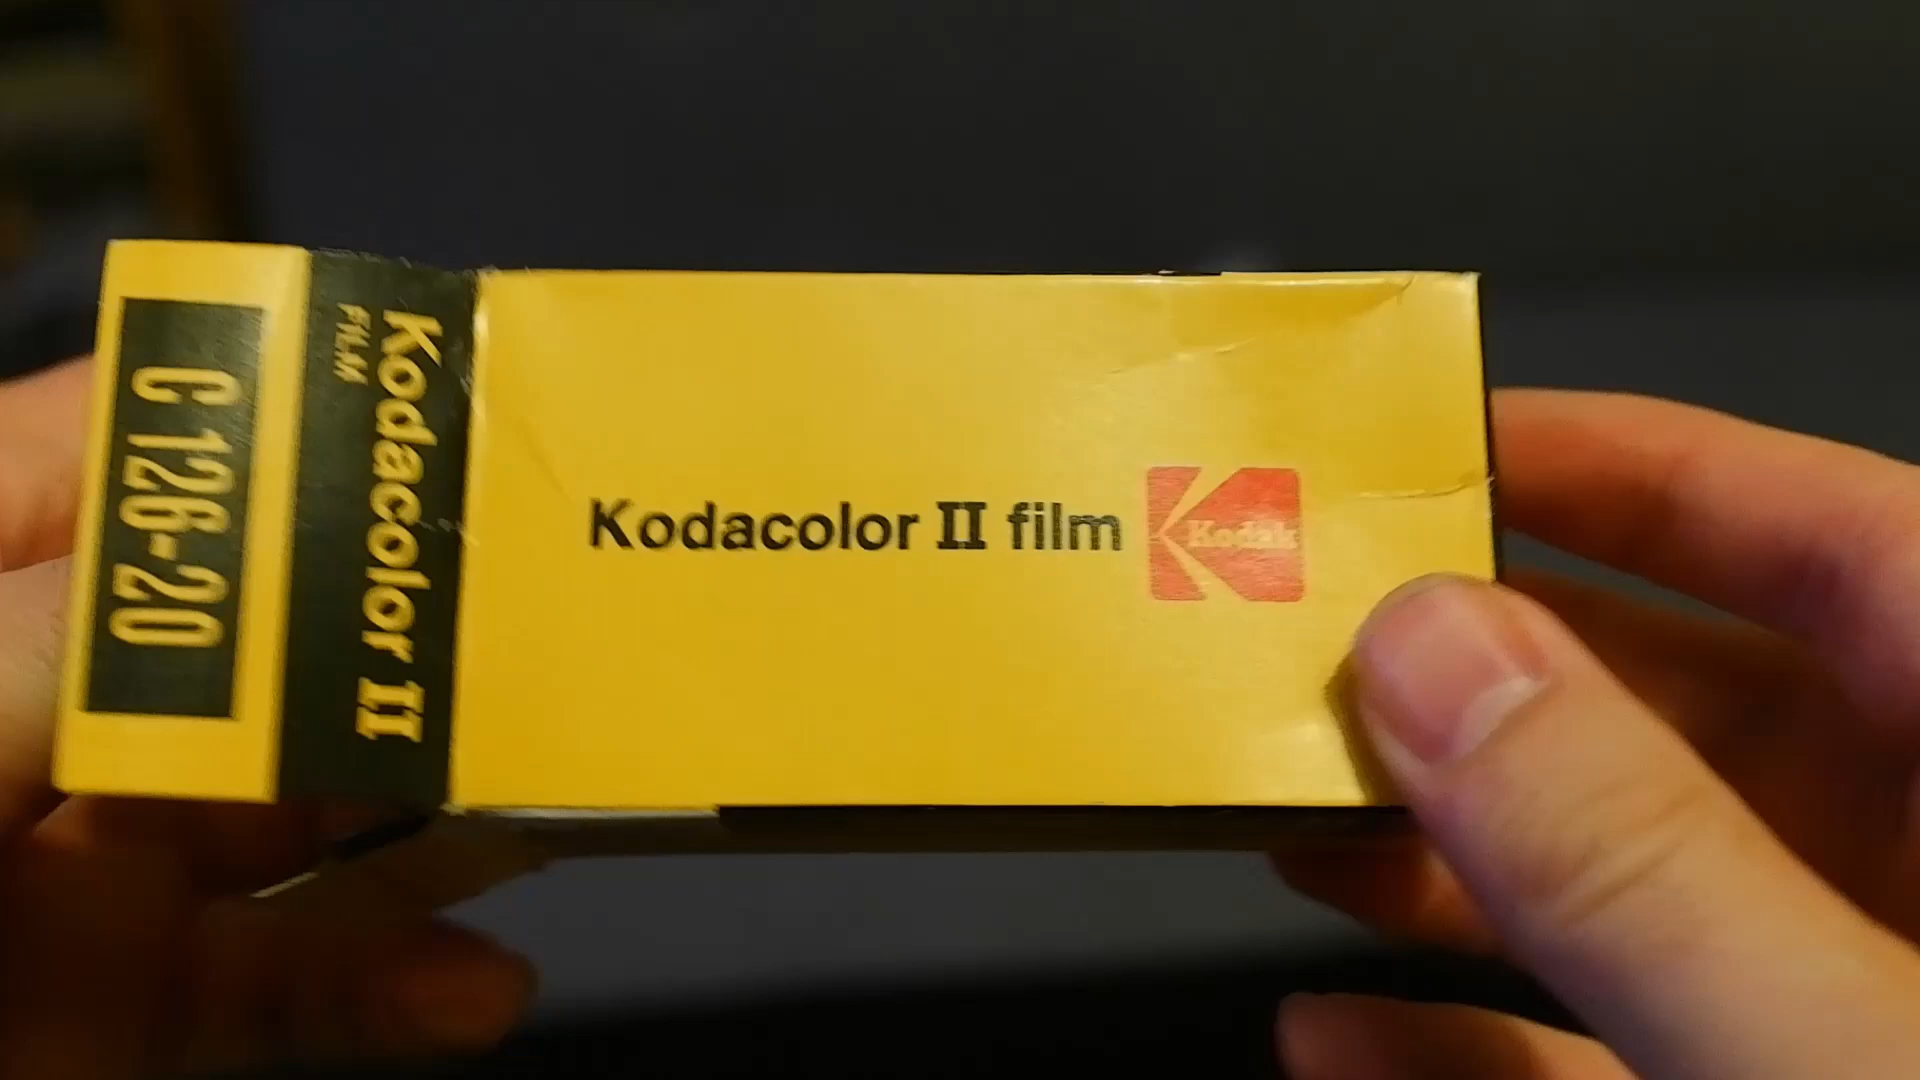 C 126-20
Kodacolor II
FILM
Kodacolor II film
Kodak